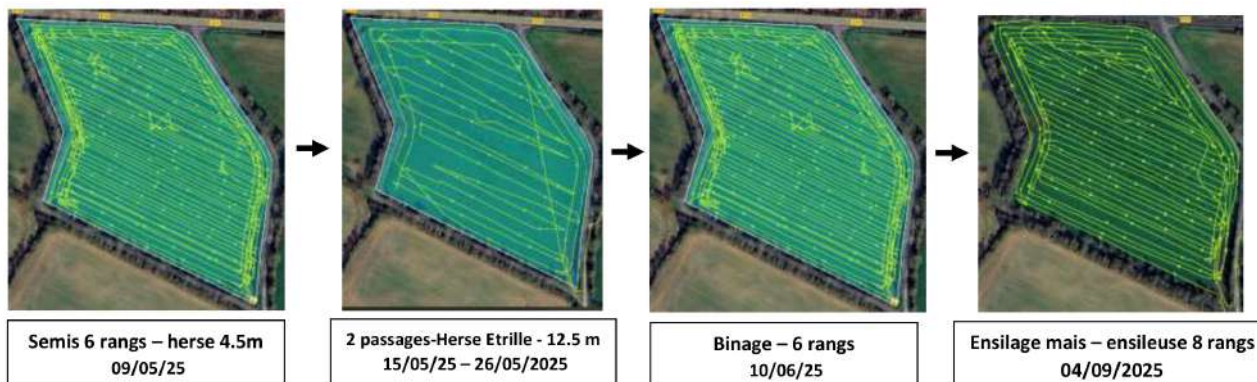 Semis 6 rangs – herse 4.5m
09/05/25
2 passages-Herse Etrille - 12.5 m
15/05/25 – 26/05/2025
Binage – 6 rangs
10/06/25
Ensilage mais – ensileuse 8 rangs
04/09/2025